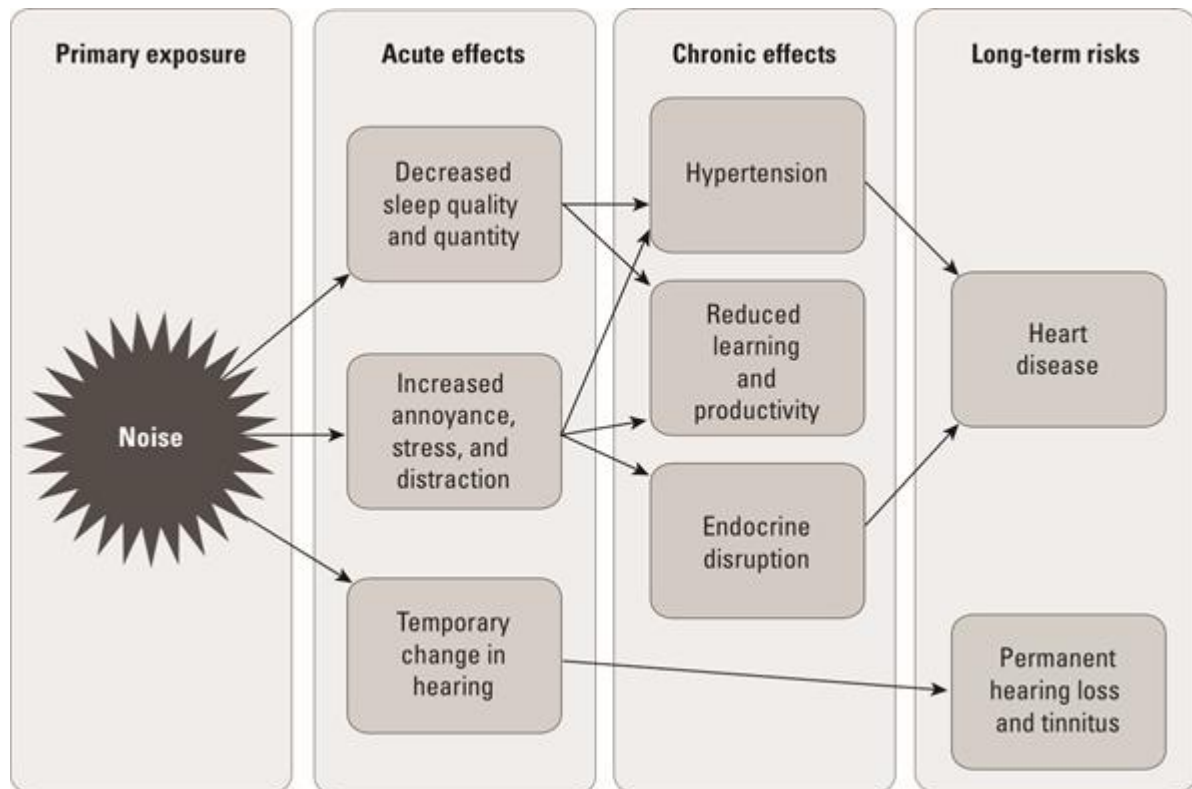 Primary exposure
Acute effects
Chronic effects
Long-term risks
Noise
Decreased
sleep quality
and quantity
Increased
annoyance,
stress, and
distraction
Temporary
change in
hearing
Hypertension
Reduced
learning
and
productivity
Endocrine
disruption
Heart
disease
Permanent
hearing loss
and tinnitus